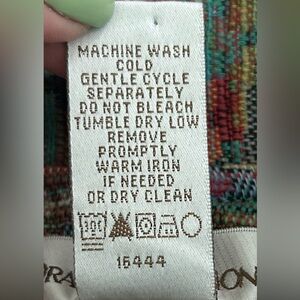 MACHINE WASH
COLD
GENTLE CYCLE
SEPARATELY
DO NOT BLEACH
TUMBLE DRY LOW
REMOVE
PROMPTLY
WARM IRON
IF NEEDED
OR DRY CLEAN
16444